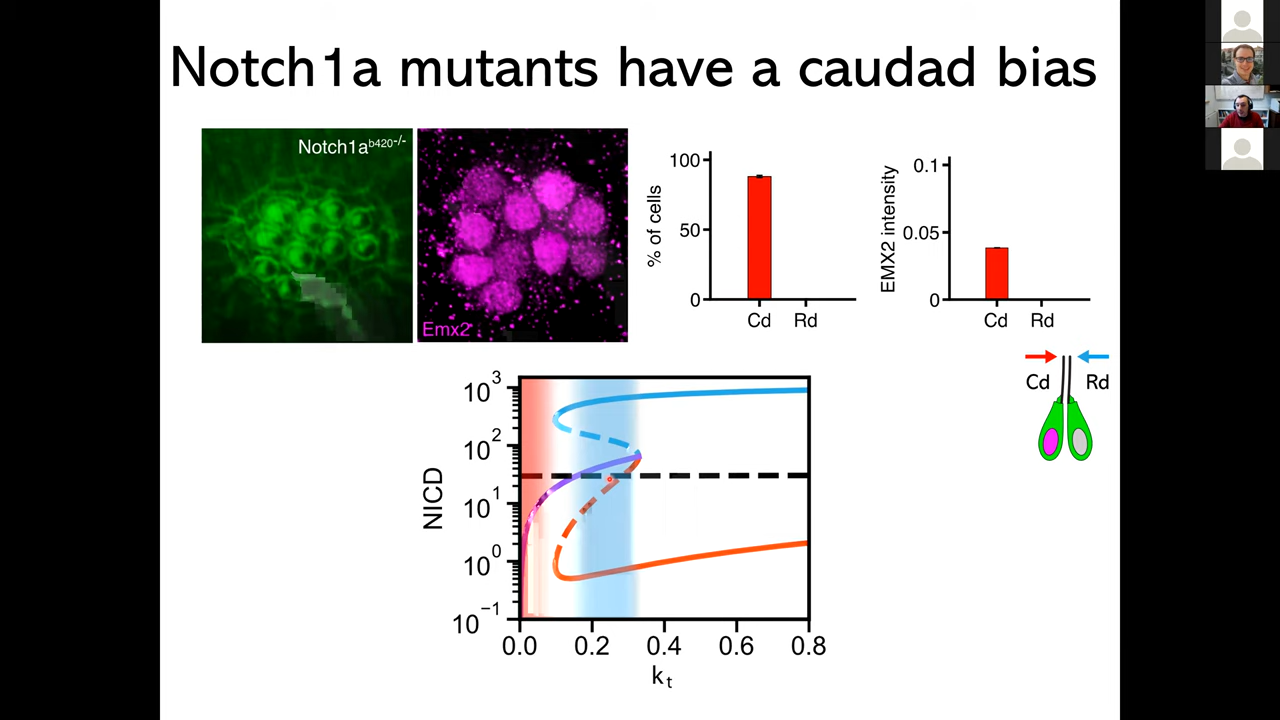 Notch1a mutants have a caudad bias
Notch1a^b420-/-
Emx2
100
50
0
% of cells
Cd Rd
0.1
0.05
0
EMX2 intensity
Cd Rd
Cd Rd
10^3
10^2
10^1
10^0
10^-1
NICD
0.0 0.2 0.4 0.6 0.8
k_t